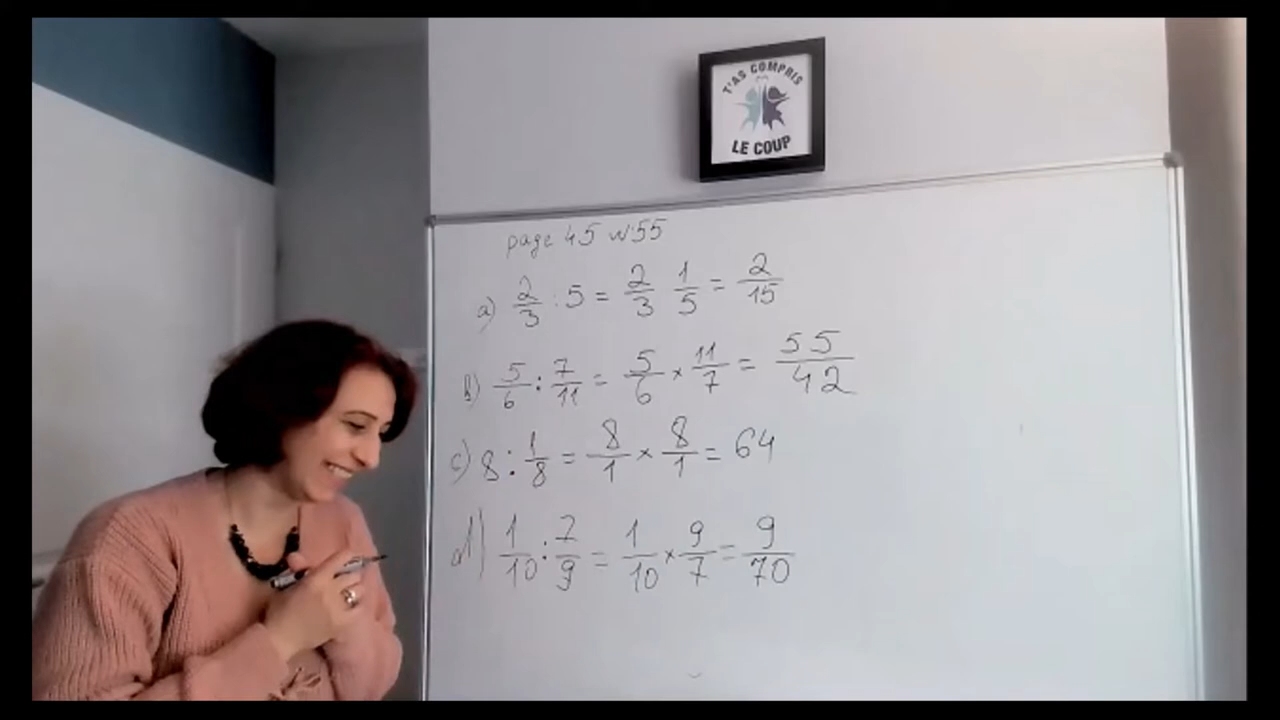 T'AS COMPRIS
LE COUP
page 45 n°55
a) 2/3 : 5 = 2/3 1/5 = 2/15
b) 5/6 : 7/11 = 5/6 × 11/7 = 55/42
c) 8 : 1/8 = 8/1 × 8/1 = 64
d) 1/10 : 7/9 = 1/10 × 9/7 = 9/70